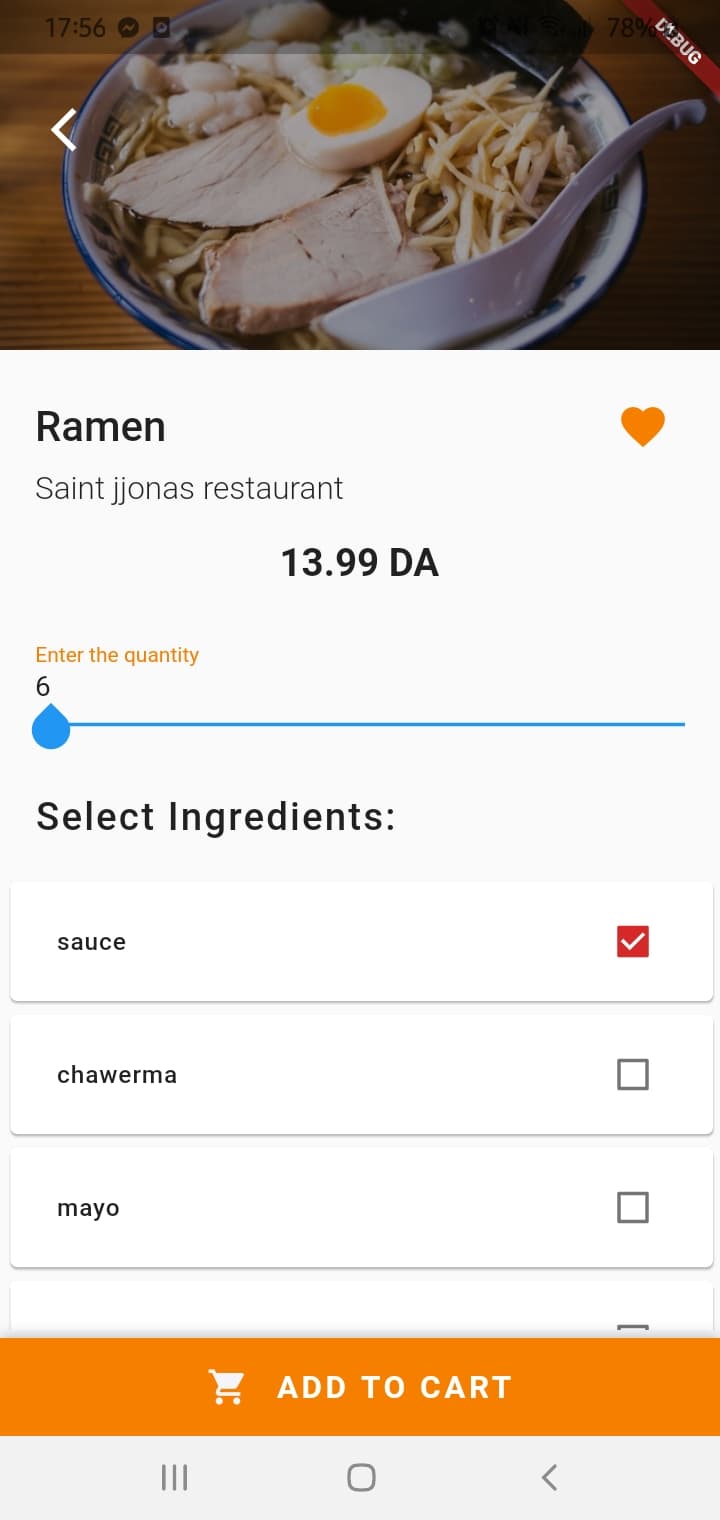 17:56
78%
DEBUG
Ramen
Saint jjonas restaurant
13.99 DA
Enter the quantity
6
Select Ingredients:
sauce
chawerma
mayo
ADD TO CART